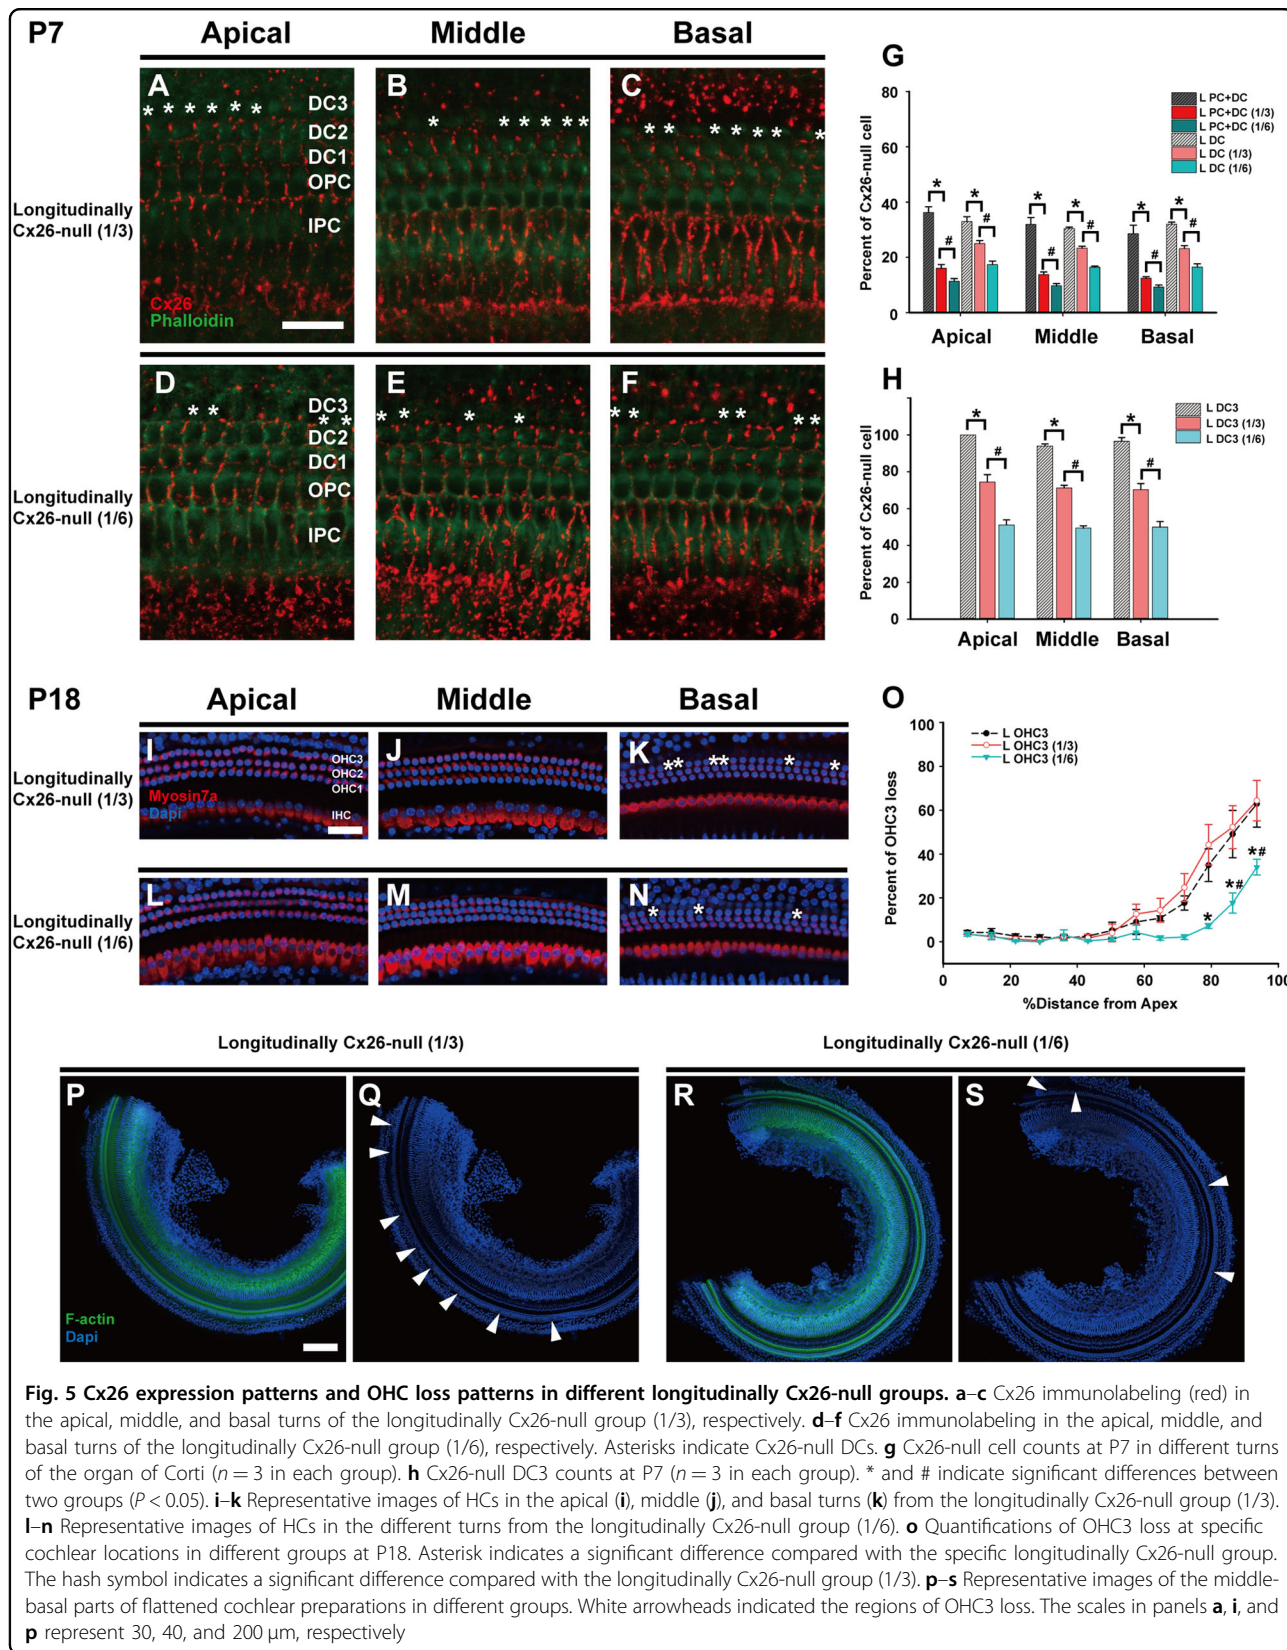 P7 Apical Middle Basal
A B C
DC3
DC2
DC1
OPC
IPC
Longitudinally
Cx26-null (1/3)
Cx26
Phalloidin
D E F
DC3
DC2
DC1
OPC
IPC
Longitudinally
Cx26-null (1/6)
G
Percent of Cx26-null cell
80
60
40
20
0
L PC+DC
L PC+DC (1/3)
L PC+DC (1/6)
L DC
L DC (1/3)
L DC (1/6)
* * * * * *
# # # # # #
Apical Middle Basal
H
Percent of Cx26-null cell
100
80
60
40
20
0
L DC3
L DC3 (1/3)
L DC3 (1/6)
* * *
# # #
Apical Middle Basal
P18 Apical Middle Basal
I J K
OHC3
OHC2
OHC1
IHC
Longitudinally
Cx26-null (1/3)
Myosin7a
Dapi
L M N
Longitudinally
Cx26-null (1/6)
O
Percent of OHC3 loss
100
80
60
40
20
0
L OHC3
L OHC3 (1/3)
L OHC3 (1/6)
* *# *#
0 20 40 60 80 100
%Distance from Apex
Longitudinally Cx26-null (1/3) Longitudinally Cx26-null (1/6)
P Q R S
F-actin
Dapi
Fig. 5 Cx26 expression patterns and OHC loss patterns in different longitudinally Cx26-null groups. a–c Cx26 immunolabeling (red) in
the apical, middle, and basal turns of the longitudinally Cx26-null group (1/3), respectively. d–f Cx26 immunolabeling in the apical, middle, and
basal turns of the longitudinally Cx26-null group (1/6), respectively. Asterisks indicate Cx26-null DCs. g Cx26-null cell counts at P7 in different turns
of the organ of Corti (n = 3 in each group). h Cx26-null DC3 counts at P7 (n = 3 in each group). * and # indicate significant differences between
two groups (P < 0.05). i–k Representative images of HCs in the apical (i), middle (j), and basal turns (k) from the longitudinally Cx26-null group (1/3).
l–n Representative images of HCs in the different turns from the longitudinally Cx26-null group (1/6). o Quantifications of OHC3 loss at specific
cochlear locations in different groups at P18. Asterisk indicates a significant difference compared with the specific longitudinally Cx26-null group.
The hash symbol indicates a significant difference compared with the longitudinally Cx26-null group (1/3). p–s Representative images of the middle-
basal parts of flattened cochlear preparations in different groups. White arrowheads indicated the regions of OHC3 loss. The scales in panels a, i, and
p represent 30, 40, and 200 μm, respectively